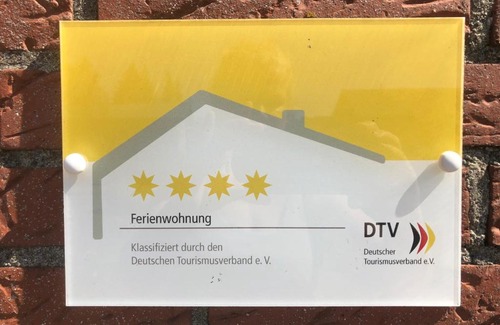 Ferienwohnung
Klassifiziert durch den
Deutschen Tourismusverband e. V.
DTV
Deutscher
Tourismusverband e.V.